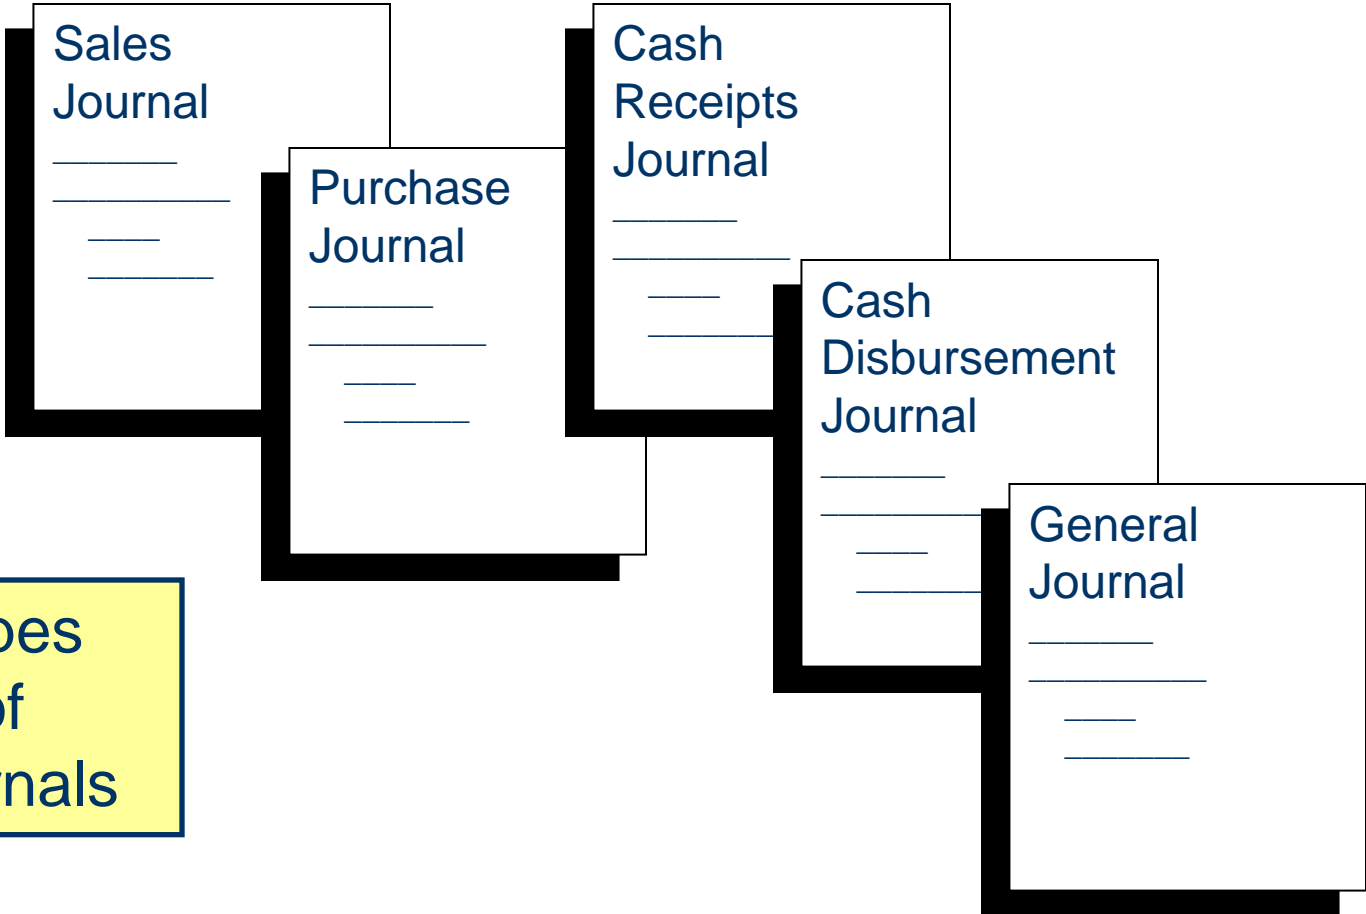 Sales
Journal
Purchase
Journal
Cash
Receipts
Journal
Cash
Disbursement
Journal
General
Journal
pes
of
rnals